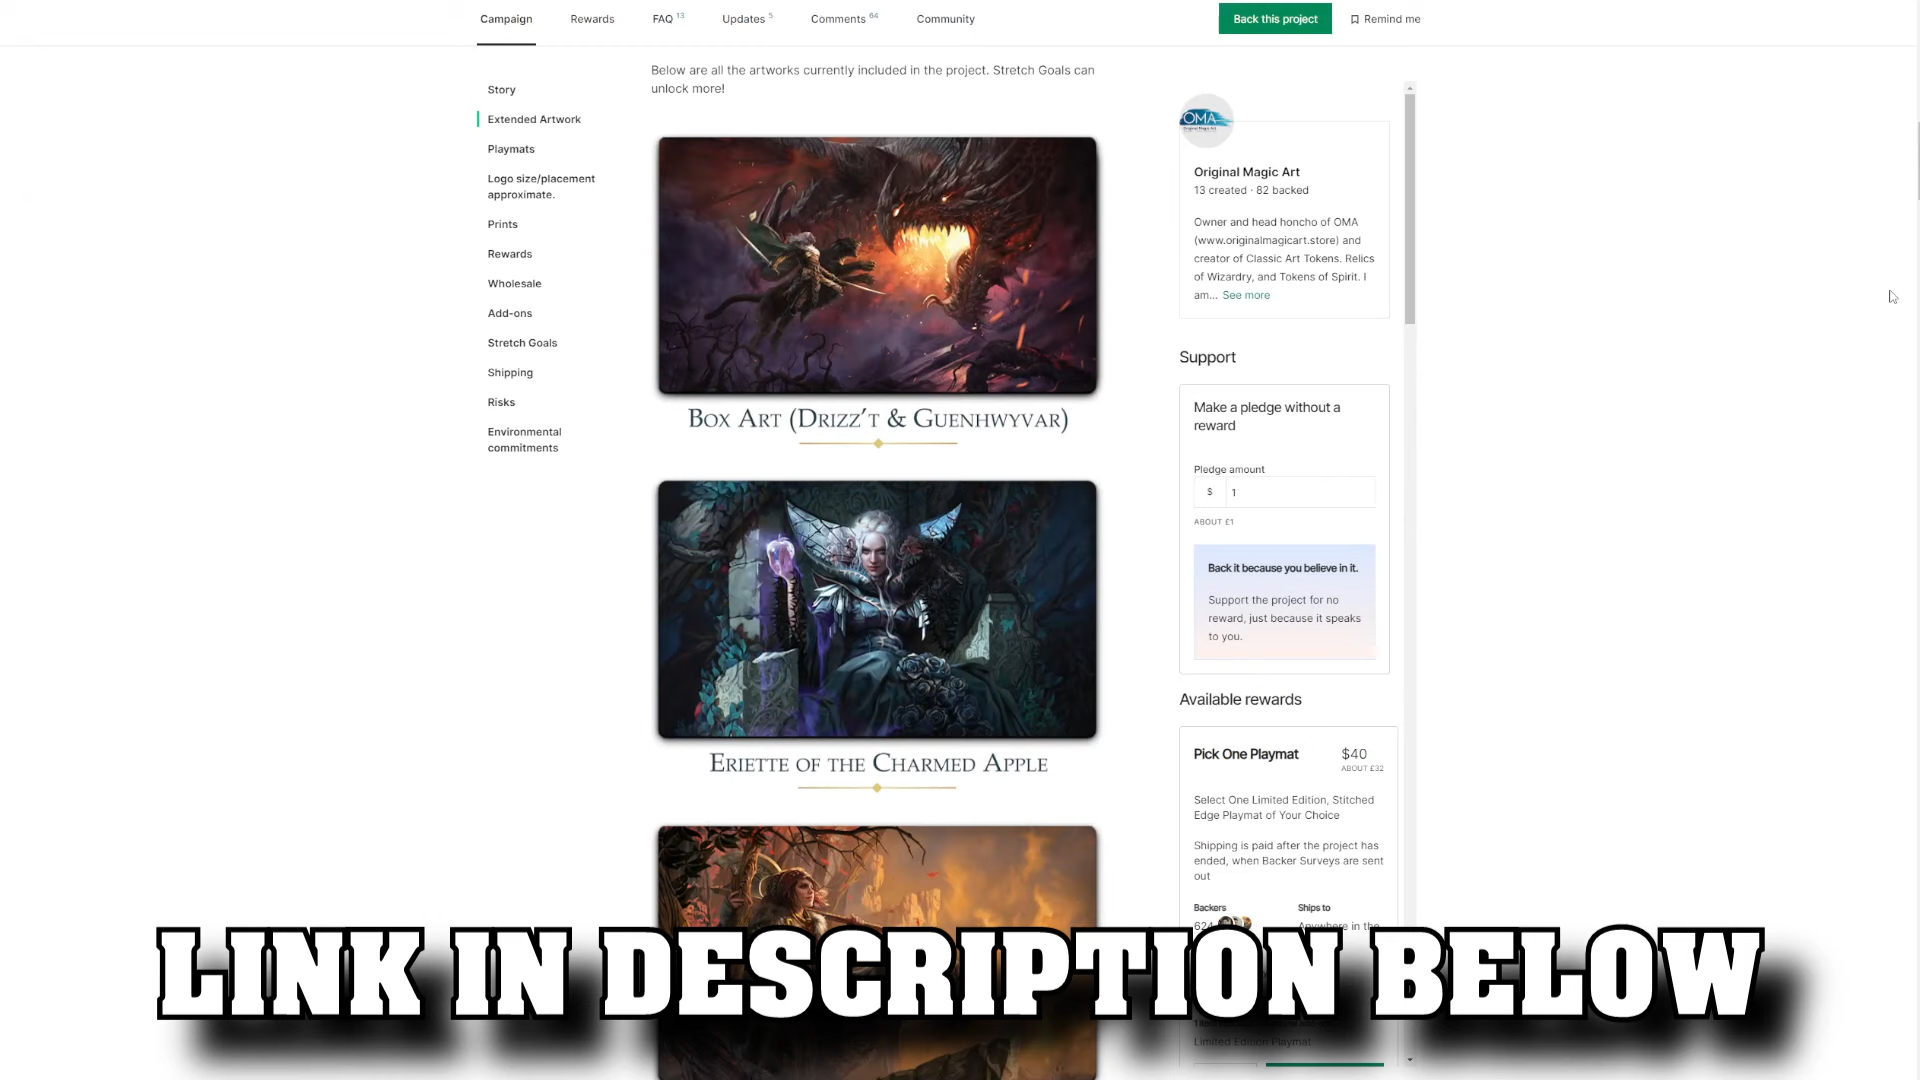 Campaign
Rewards
FAQ 13
Updates 5
Comments 64
Community
Back this project
Remind me
Story
Extended Artwork
Playmats
Logo size/placement
approximate.
Prints
Rewards
Wholesale
Add-ons
Stretch Goals
Shipping
Risks
Environmental
commitments
Below are all the artworks currently included in the project. Stretch Goals can
unlock more!
Box Art (Drizz't & Guenhwyvar)
Eriette of the Charmed Apple
OMA
Original Magic Art
Original Magic Art
13 created · 82 backed
Owner and head honcho of OMA
(www.originalmagicart.store) and
creator of Classic Art Tokens. Relics
of Wizardry, and Tokens of Spirit. I
am... See more
Support
Make a pledge without a
reward
Pledge amount
$ 1
ABOUT £1
Back it because you believe in it.
Support the project for no
reward, just because it speaks
to you.
Available rewards
Pick One Playmat
$40
ABOUT £32
Select One Limited Edition, Stitched
Edge Playmat of Your Choice
Shipping is paid after the project has
ended, when Backer Surveys are sent
out
Backers
Ships to
624
Anywhere in the
LINK IN DESCRIPTION BELOW
Limited Edition Playmat